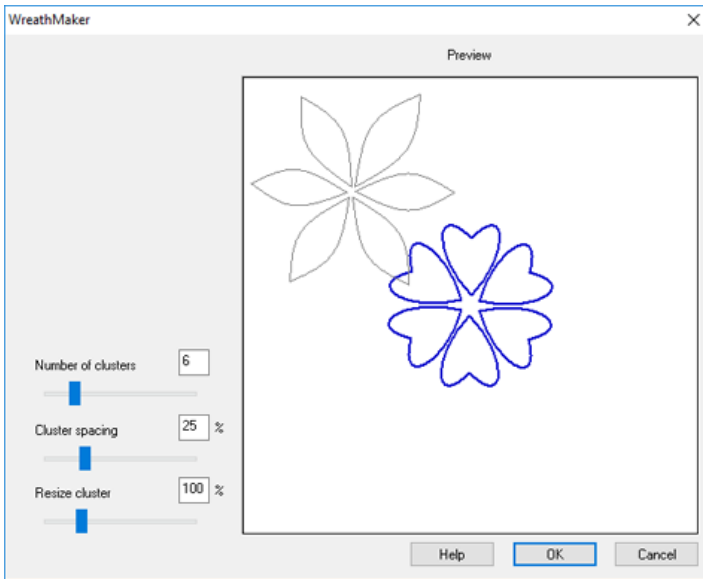 WreathMaker
Preview
Number of clusters 6
Cluster spacing 25 %
Resize cluster 100 %
Help OK Cancel